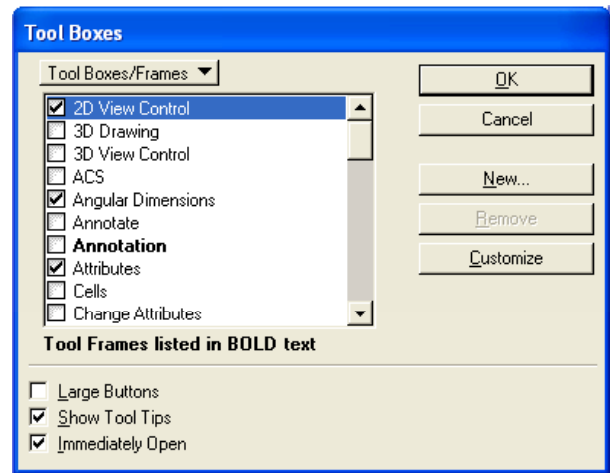 Tool Boxes
Tool Boxes/Frames
2D View Control
3D Drawing
3D View Control
ACS
Angular Dimensions
Annotate
Annotation
Attributes
Cells
Change Attributes
Tool Frames listed in BOLD text
Large Buttons
Show Tool Tips
Immediately Open
OK
Cancel
New...
Remove
Customize